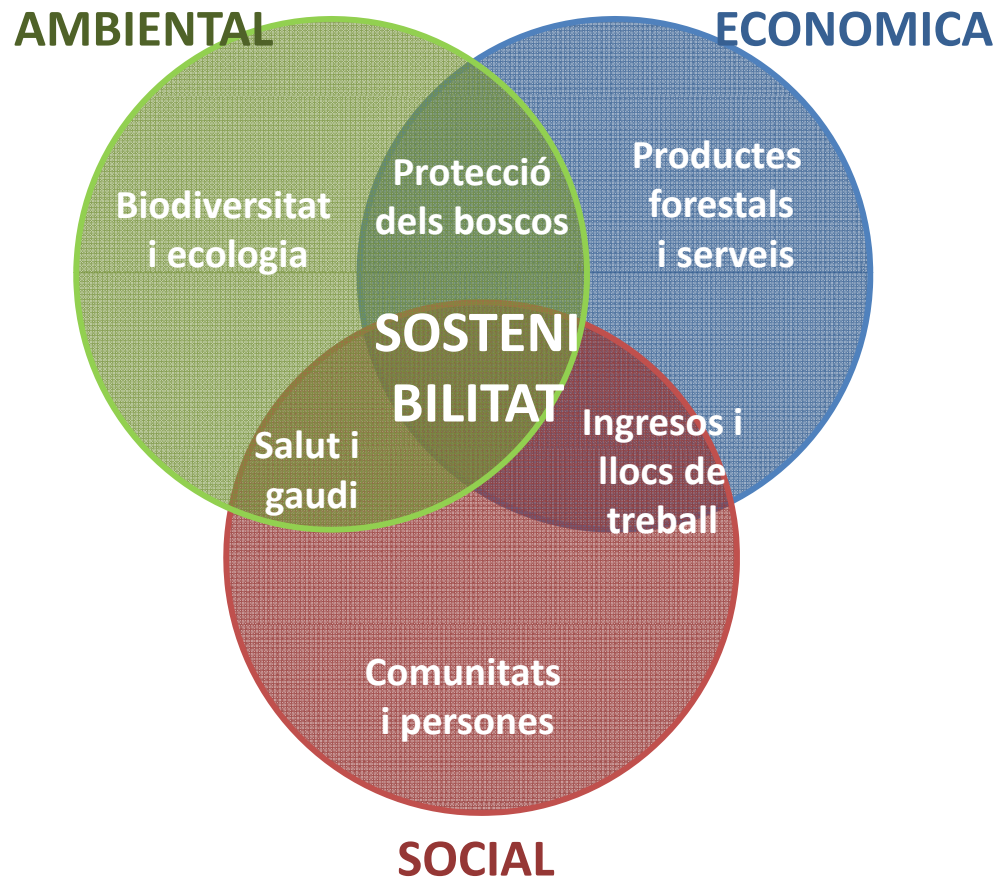 AMBIENTAL
ECONOMICA
Biodiversitat
i ecologia
Protecció
dels boscos
Productes
forestals
i serveis
SOSTENI
BILITAT
Salut i
gaudi
Ingresos i
llocs de
treball
Comunitats
i persones
SOCIAL